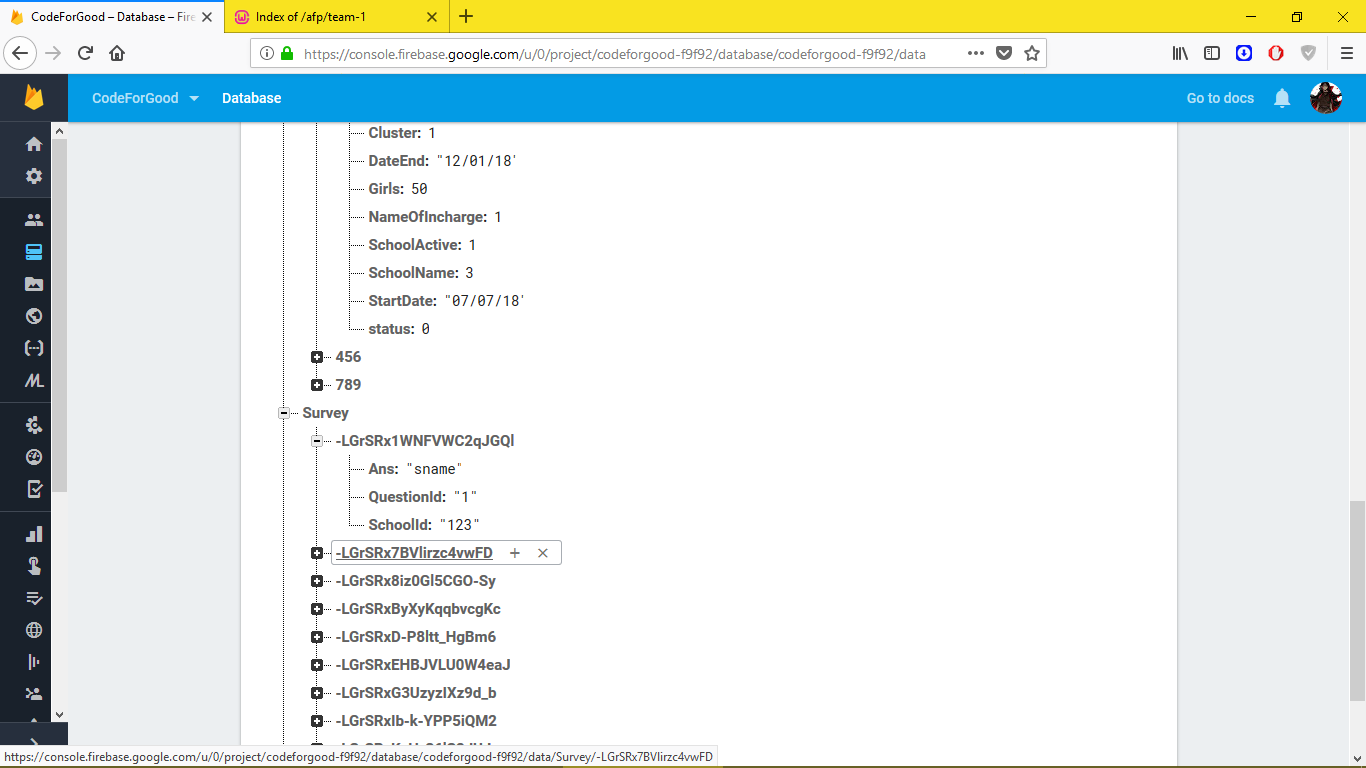 CodeForGood – Database – Fire
Index of /afp/team-1
https://console.firebase.google.com/u/0/project/codeforgood-f9f92/database/codeforgood-f9f92/data
CodeForGood
Database
Go to docs
Cluster: 1
DateEnd: "12/01/18'
Girls: 50
NameOfIncharge: 1
SchoolActive: 1
SchoolName: 3
StartDate: "07/07/18'
status: 0
456
789
Survey
-LGrSRx1WNFVWC2qJGQl
Ans: "sname"
QuestionId: "1"
SchoolId: "123"
-LGrSRx7BVlirzc4vwFD
-LGrSRx8iz0Gl5CGO-Sy
-LGrSRxByXyKqqbvcgKc
-LGrSRxD-P8ltt_HgBm6
-LGrSRxEHBJVLU0W4eaJ
-LGrSRxG3UzyzIXz9d_b
-LGrSRxIb-k-YPP5iQM2
https://console.firebase.google.com/u/0/project/codeforgood-f9f92/database/codeforgood-f9f92/data/Survey/-LGrSRx7BVlirzc4vwFD